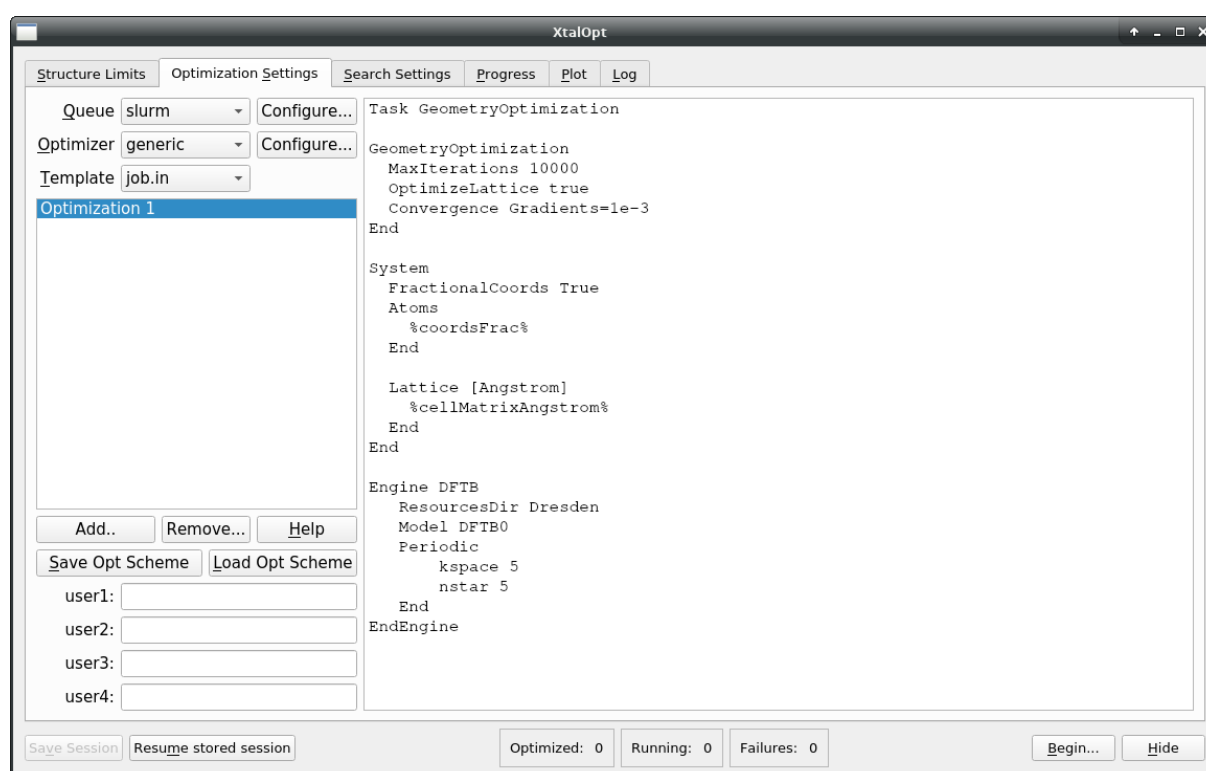 XtalOpt
Structure Limits Optimization Settings Search Settings Progress Plot Log
Queue slurm Configure...
Optimizer generic Configure...
Template job.in
Optimization 1
Add.. Remove... Help
Save Opt Scheme Load Opt Scheme
user1:
user2:
user3:
user4:
Task GeometryOptimization
GeometryOptimization
MaxIterations 10000
OptimizeLattice true
Convergence Gradients=1e-3
End
System
FractionalCoords True
Atoms
%coordsFrac%
End
Lattice [Angstrom]
%cellMatrixAngstrom%
End
End
Engine DFTB
ResourcesDir Dresden
Model DFTB0
Periodic
kspace 5
nstar 5
End
EndEngine
Save Session Resume stored session Optimized: 0 Running: 0 Failures: 0 Begin... Hide